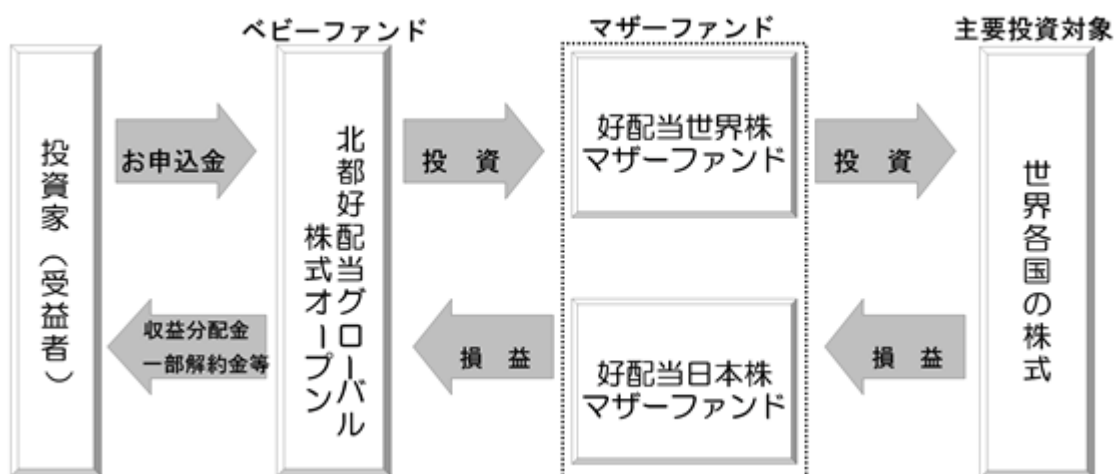 ベビーファンド
マザーファンド
主要投資対象
投資家（受益者）
お申込金
収益分配金
一部解約金等
北都好配当グローバル
株式オープン
投　資
損　益
好配当世界株
マザーファンド
好配当日本株
マザーファンド
投　資
損　益
世界各国の株式